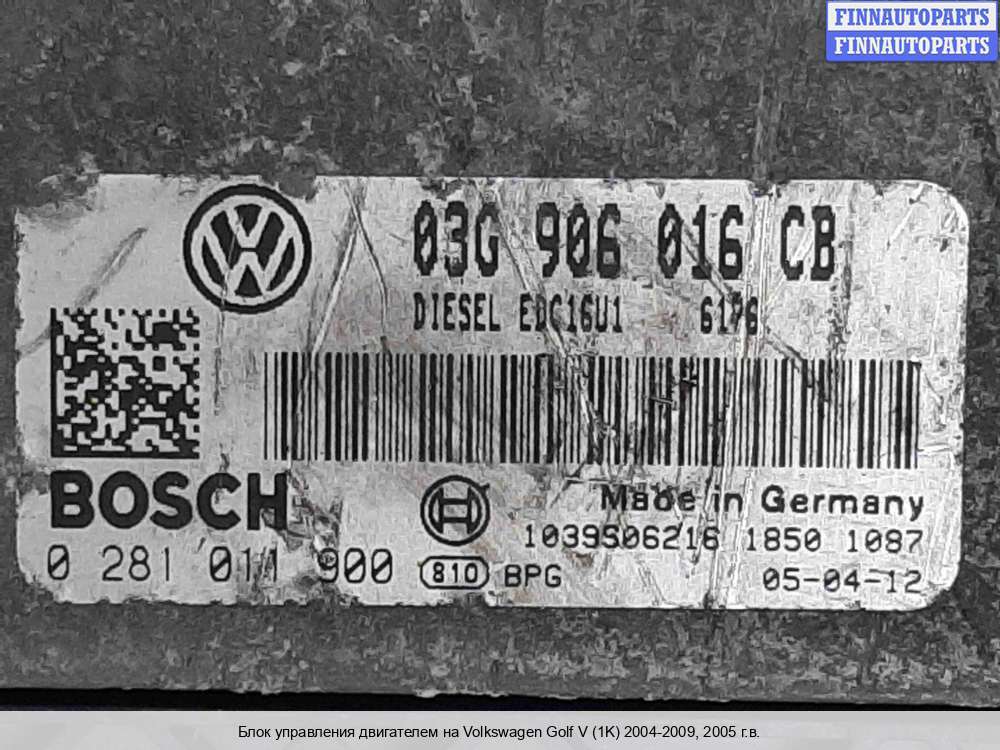 FINNAUTOPARTS
FINNAUTOPARTS
03G 906 016 CB
DIESEL EDC16U1 6176
BOSCH
Made in Germany
1039S06216 1850 1087
0 281 011 900 810 BPG 05-04-12
Блок управления двигателем на Volkswagen Golf V (1K) 2004-2009, 2005 г.в.